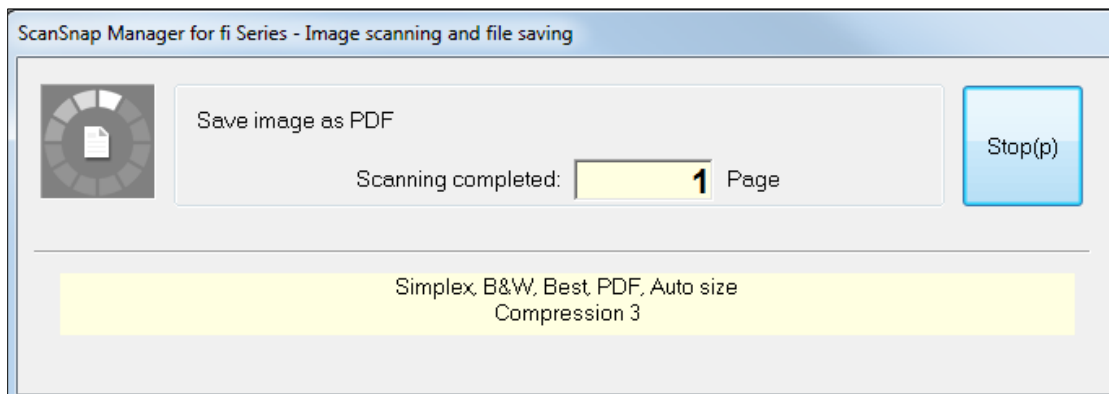 ScanSnap Manager for fi Series - Image scanning and file saving
Save image as PDF
Scanning completed: 1 Page
Stop(p)
Simplex, B&W, Best, PDF, Auto size
Compression 3